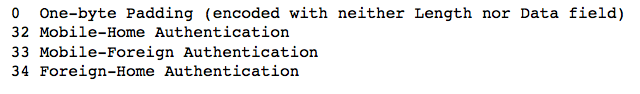 0  One-byte Padding (encoded with neither Length nor Data field)
32 Mobile-Home Authentication
33 Mobile-Foreign Authentication
34 Foreign-Home Authentication